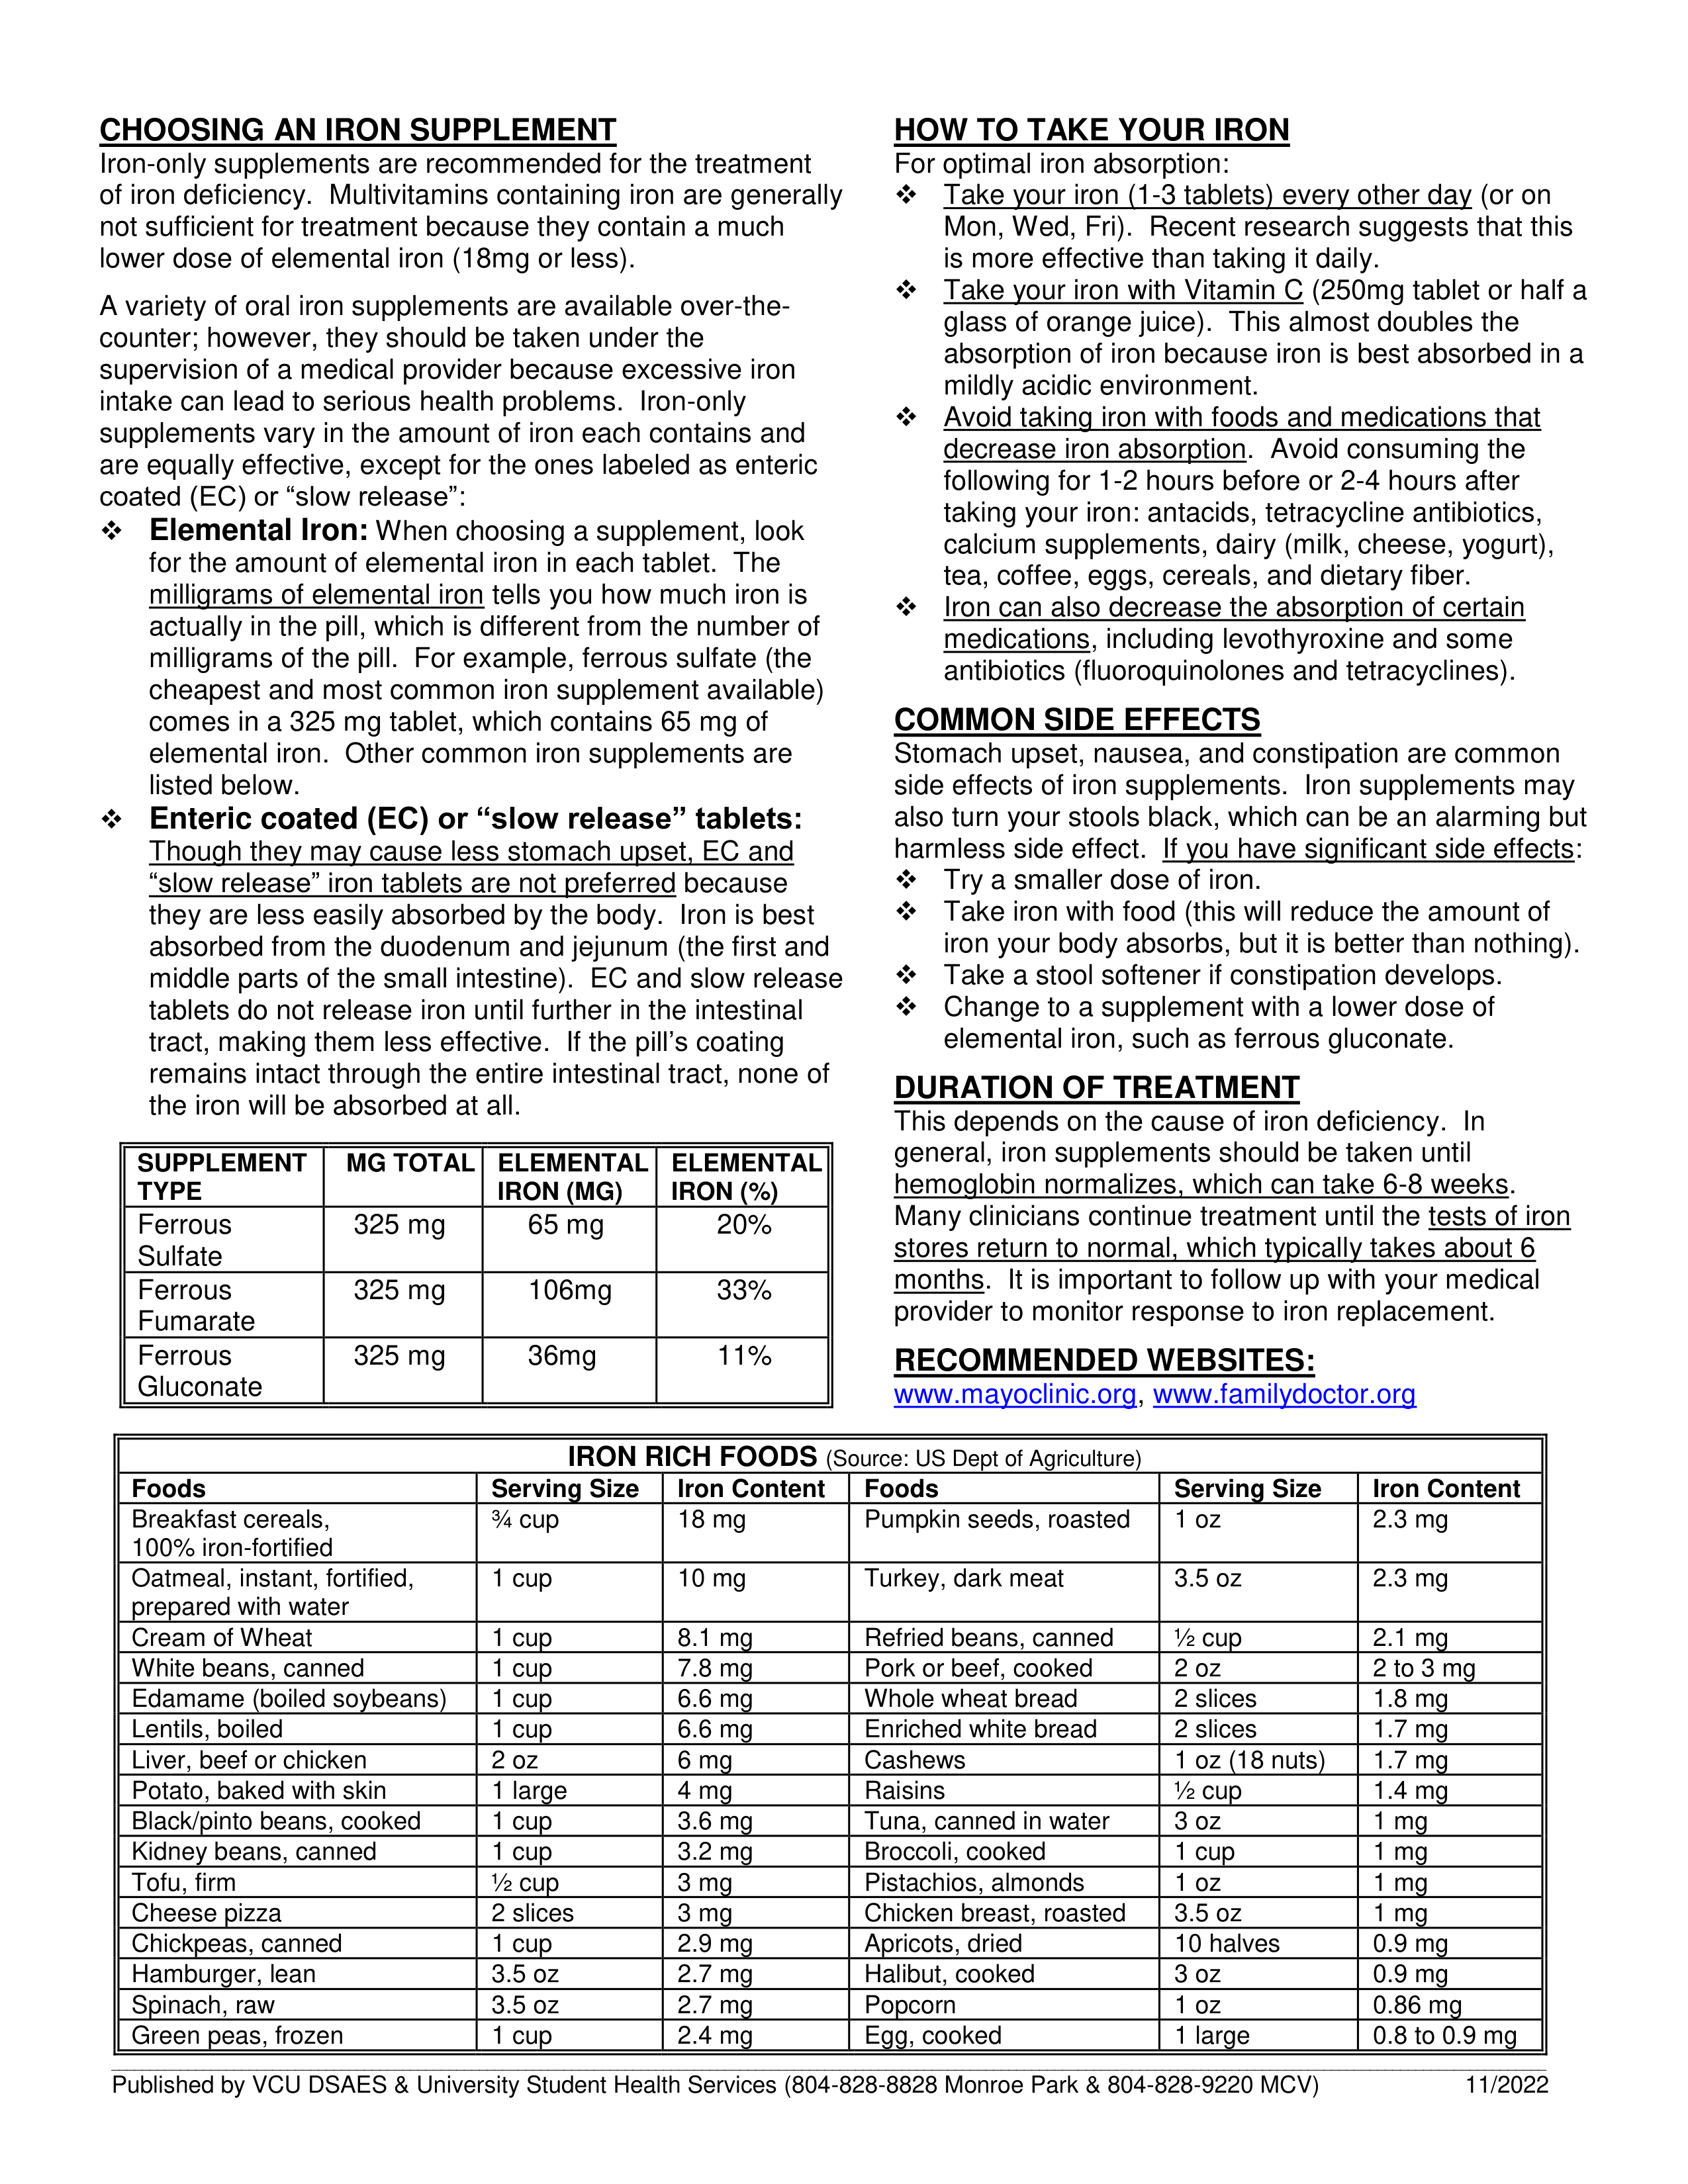 CHOOSING AN IRON SUPPLEMENT
Iron-only supplements are recommended for the treatment
of iron deficiency.  Multivitamins containing iron are generally
not sufficient for treatment because they contain a much
lower dose of elemental iron (18mg or less).
A variety of oral iron supplements are available over-the-
counter; however, they should be taken under the
supervision of a medical provider because excessive iron
intake can lead to serious health problems.  Iron-only
supplements vary in the amount of iron each contains and
are equally effective, except for the ones labeled as enteric
coated (EC) or “slow release”:
❖ Elemental Iron: When choosing a supplement, look
for the amount of elemental iron in each tablet.  The
milligrams of elemental iron tells you how much iron is
actually in the pill, which is different from the number of
milligrams of the pill.  For example, ferrous sulfate (the
cheapest and most common iron supplement available)
comes in a 325 mg tablet, which contains 65 mg of
elemental iron.  Other common iron supplements are
listed below.
❖ Enteric coated (EC) or “slow release” tablets:
Though they may cause less stomach upset, EC and
“slow release” iron tablets are not preferred because
they are less easily absorbed by the body.  Iron is best
absorbed from the duodenum and jejunum (the first and
middle parts of the small intestine).  EC and slow release
tablets do not release iron until further in the intestinal
tract, making them less effective.  If the pill’s coating
remains intact through the entire intestinal tract, none of
the iron will be absorbed at all.
SUPPLEMENT TYPE MG TOTAL ELEMENTAL IRON (MG) ELEMENTAL IRON (%)
Ferrous Sulfate 325 mg 65 mg 20%
Ferrous Fumarate 325 mg 106mg 33%
Ferrous Gluconate 325 mg 36mg 11%
HOW TO TAKE YOUR IRON
For optimal iron absorption:
❖ Take your iron (1-3 tablets) every other day (or on
Mon, Wed, Fri).  Recent research suggests that this
is more effective than taking it daily.
❖ Take your iron with Vitamin C (250mg tablet or half a
glass of orange juice).  This almost doubles the
absorption of iron because iron is best absorbed in a
mildly acidic environment.
❖ Avoid taking iron with foods and medications that
decrease iron absorption.  Avoid consuming the
following for 1-2 hours before or 2-4 hours after
taking your iron: antacids, tetracycline antibiotics,
calcium supplements, dairy (milk, cheese, yogurt),
tea, coffee, eggs, cereals, and dietary fiber.
❖ Iron can also decrease the absorption of certain
medications, including levothyroxine and some
antibiotics (fluoroquinolones and tetracyclines).
COMMON SIDE EFFECTS
Stomach upset, nausea, and constipation are common
side effects of iron supplements.  Iron supplements may
also turn your stools black, which can be an alarming but
harmless side effect.  If you have significant side effects:
❖ Try a smaller dose of iron.
❖ Take iron with food (this will reduce the amount of
iron your body absorbs, but it is better than nothing).
❖ Take a stool softener if constipation develops.
❖ Change to a supplement with a lower dose of
elemental iron, such as ferrous gluconate.
DURATION OF TREATMENT
This depends on the cause of iron deficiency.  In
general, iron supplements should be taken until
hemoglobin normalizes, which can take 6-8 weeks.
Many clinicians continue treatment until the tests of iron
stores return to normal, which typically takes about 6
months.  It is important to follow up with your medical
provider to monitor response to iron replacement.
RECOMMENDED WEBSITES:
www.mayoclinic.org, www.familydoctor.org
IRON RICH FOODS (Source: US Dept of Agriculture)
Foods Serving Size Iron Content Foods Serving Size Iron Content
Breakfast cereals, 100% iron-fortified ¾ cup 18 mg Pumpkin seeds, roasted 1 oz 2.3 mg
Oatmeal, instant, fortified, prepared with water 1 cup 10 mg Turkey, dark meat 3.5 oz 2.3 mg
Cream of Wheat 1 cup 8.1 mg Refried beans, canned ½ cup 2.1 mg
White beans, canned 1 cup 7.8 mg Pork or beef, cooked 2 oz 2 to 3 mg
Edamame (boiled soybeans) 1 cup 6.6 mg Whole wheat bread 2 slices 1.8 mg
Lentils, boiled 1 cup 6.6 mg Enriched white bread 2 slices 1.7 mg
Liver, beef or chicken 2 oz 6 mg Cashews 1 oz (18 nuts) 1.7 mg
Potato, baked with skin 1 large 4 mg Raisins ½ cup 1.4 mg
Black/pinto beans, cooked 1 cup 3.6 mg Tuna, canned in water 3 oz 1 mg
Kidney beans, canned 1 cup 3.2 mg Broccoli, cooked 1 cup 1 mg
Tofu, firm ½ cup 3 mg Pistachios, almonds 1 oz 1 mg
Cheese pizza 2 slices 3 mg Chicken breast, roasted 3.5 oz 1 mg
Chickpeas, canned 1 cup 2.9 mg Apricots, dried 10 halves 0.9 mg
Hamburger, lean 3.5 oz 2.7 mg Halibut, cooked 3 oz 0.9 mg
Spinach, raw 3.5 oz 2.7 mg Popcorn 1 oz 0.86 mg
Green peas, frozen 1 cup 2.4 mg Egg, cooked 1 large 0.8 to 0.9 mg
Published by VCU DSAES & University Student Health Services (804-828-8828 Monroe Park & 804-828-9220 MCV) 11/2022